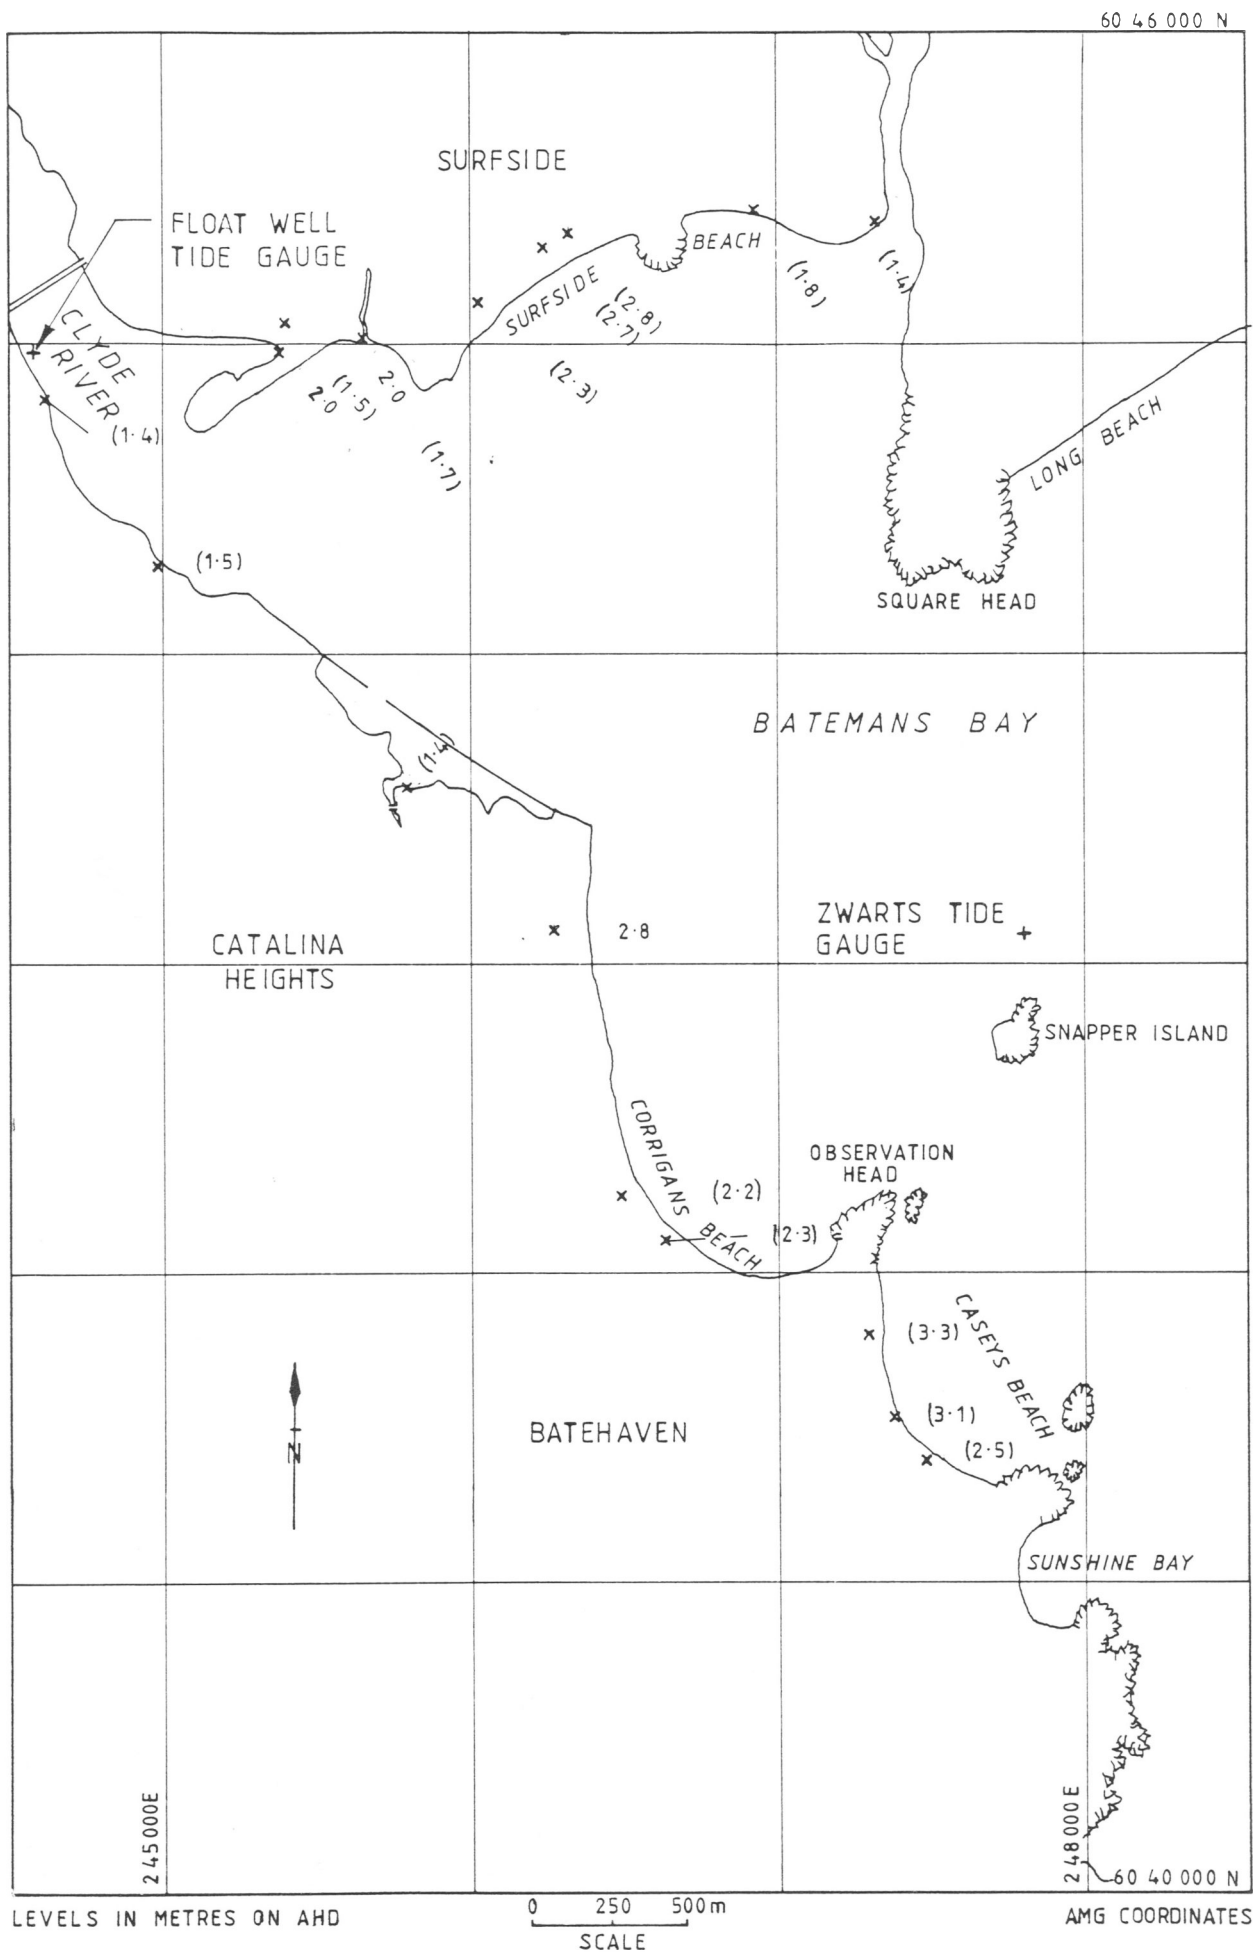 60 46 000 N
SURFSIDE
FLOAT WELL
TIDE GAUGE
BEACH
SURFSIDE
(1.8)
(1.4)
(2.8)
(2.7)
(2.3)
CLYDE
RIVER
(1.4)
2.0
(1.5)
2.0
(1.7)
LONG BEACH
(1.5)
SQUARE HEAD
BATEMANS BAY
(1.4)
CATALINA
HEIGHTS
2.8
ZWARTS TIDE
GAUGE
SNAPPER ISLAND
CORRIGANS
BEACH
OBSERVATION
HEAD
(2.2)
(2.3)
CASEYS BEACH
(3.3)
(3.1)
(2.5)
BATEHAVEN
N
SUNSHINE BAY
245000E
248000E
60 40 000 N
LEVELS IN METRES ON AHD
0 250 500m
SCALE
AMG COORDINATES